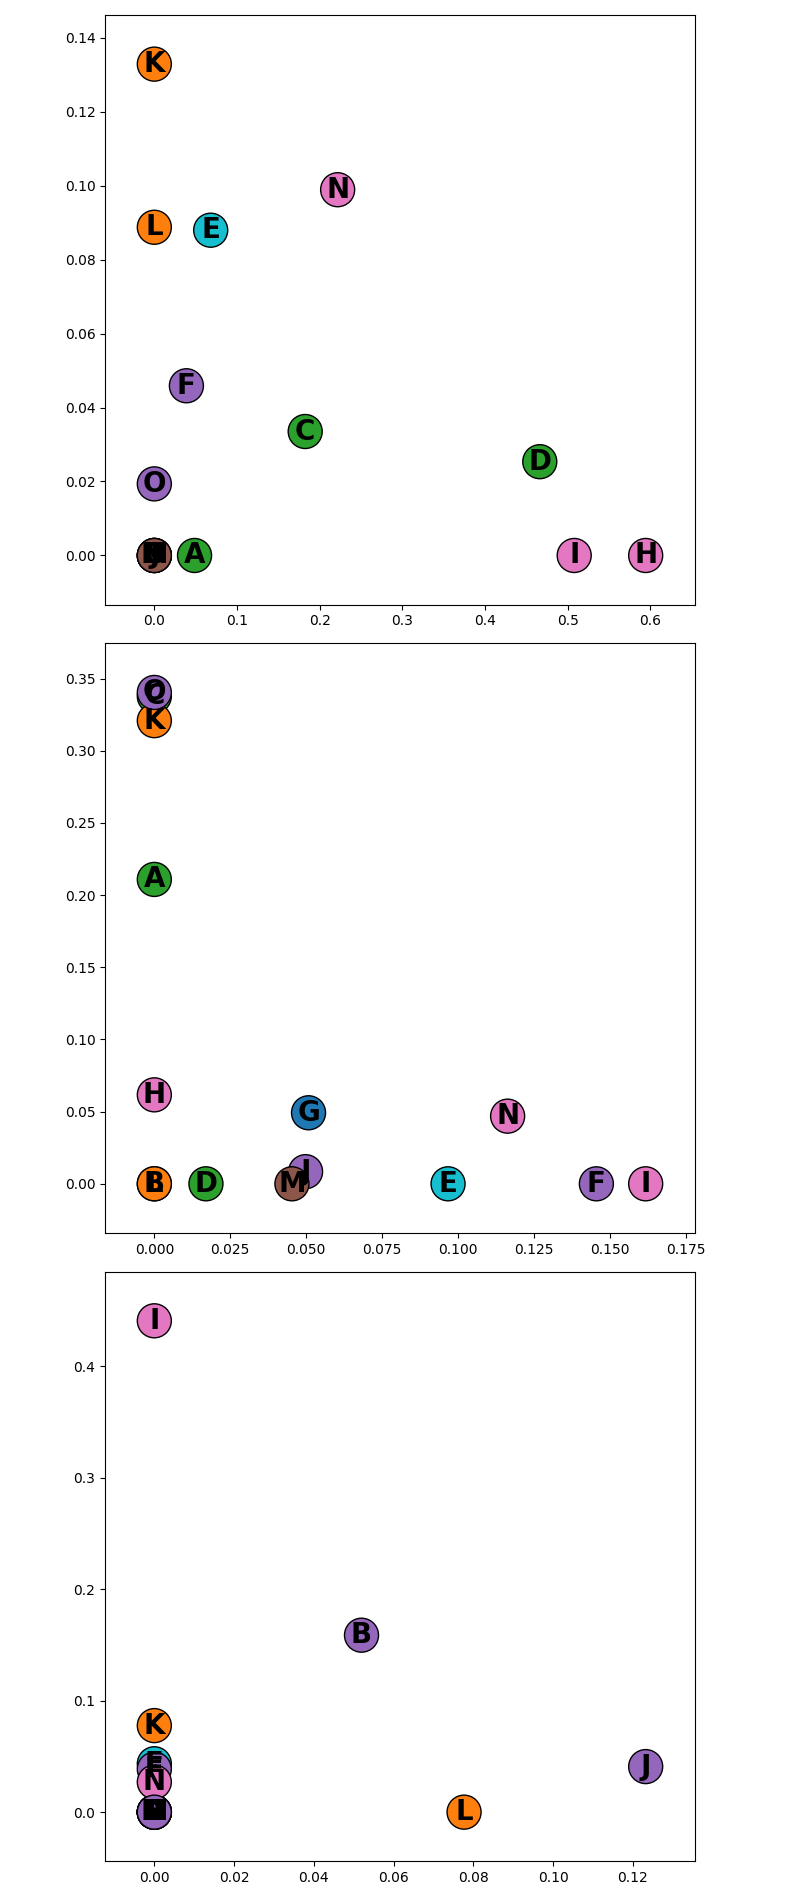 0.14
K
0.12
N
0.10
L E
0.08
0.06
F
0.04
C
D
0.02
O
0.00
A I H
0.0 0.1 0.2 0.3 0.4 0.5 0.6
0.35
O
K
0.30
0.25
A
0.20
0.15
0.10
H
0.05
G N
J
0.00
B D M E F I
0.000 0.025 0.050 0.075 0.100 0.125 0.150 0.175
I
0.4
0.3
0.2
B
0.1
K
J
N
0.0
L
0.00 0.02 0.04 0.06 0.08 0.10 0.12